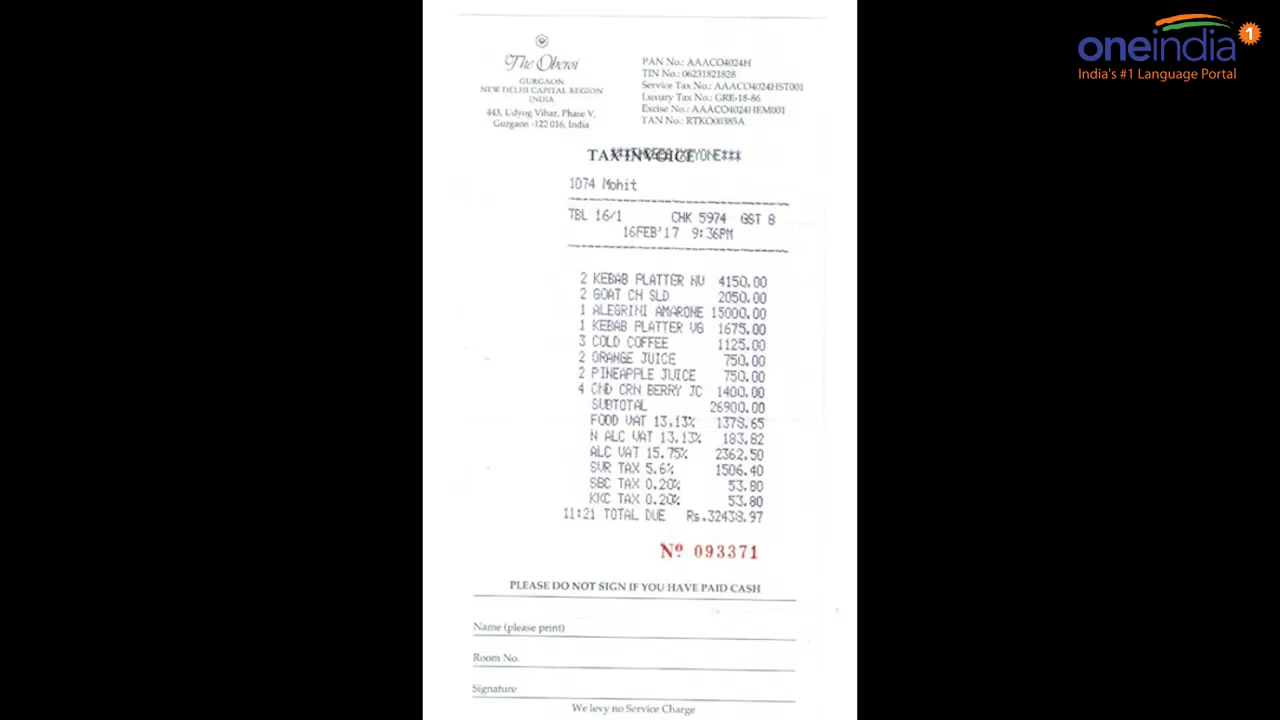 oneindia 1
India's #1 Language Portal
The Oberoi
GURGAON
NEW DELHI CAPITAL REGION
INDIA
443, Udyog Vihar, Phase V,
Gurgaon -122 016, India
PAN No.: AAACO4024H
TIN No.: 06231821828
Service Tax No.: AAACO4024HST001
Luxury Tax No.: GRE-18-86
Excise No.: AAACO4024HEM001
TAN No.: RTKO00385A
TAX INVOICE
1074 Mohit
TBL 16/1 CHK 5974 GST 8
16FEB'17 9:36PM
2 KEBAB PLATTER NV 4150.00
2 GOAT CH SLD 2050.00
1 ALEGRINI AMARONE 15000.00
1 KEBAB PLATTER VG 1675.00
3 COLD COFFEE 1125.00
2 ORANGE JUICE 750.00
2 PINEAPPLE JUICE 750.00
4 CND CRN BERRY JC 1400.00
SUBTOTAL 26900.00
FOOD VAT 13.13% 1378.65
N ALC VAT 13.13% 183.82
ALC VAT 15.75% 2362.50
SVR TAX 5.6% 1506.40
SBC TAX 0.20% 53.80
KKC TAX 0.20% 53.80
11:21 TOTAL DUE Rs.32438.97
Nº 093371
PLEASE DO NOT SIGN IF YOU HAVE PAID CASH
Name (please print)
Room No.
Signature
We levy no Service Charge